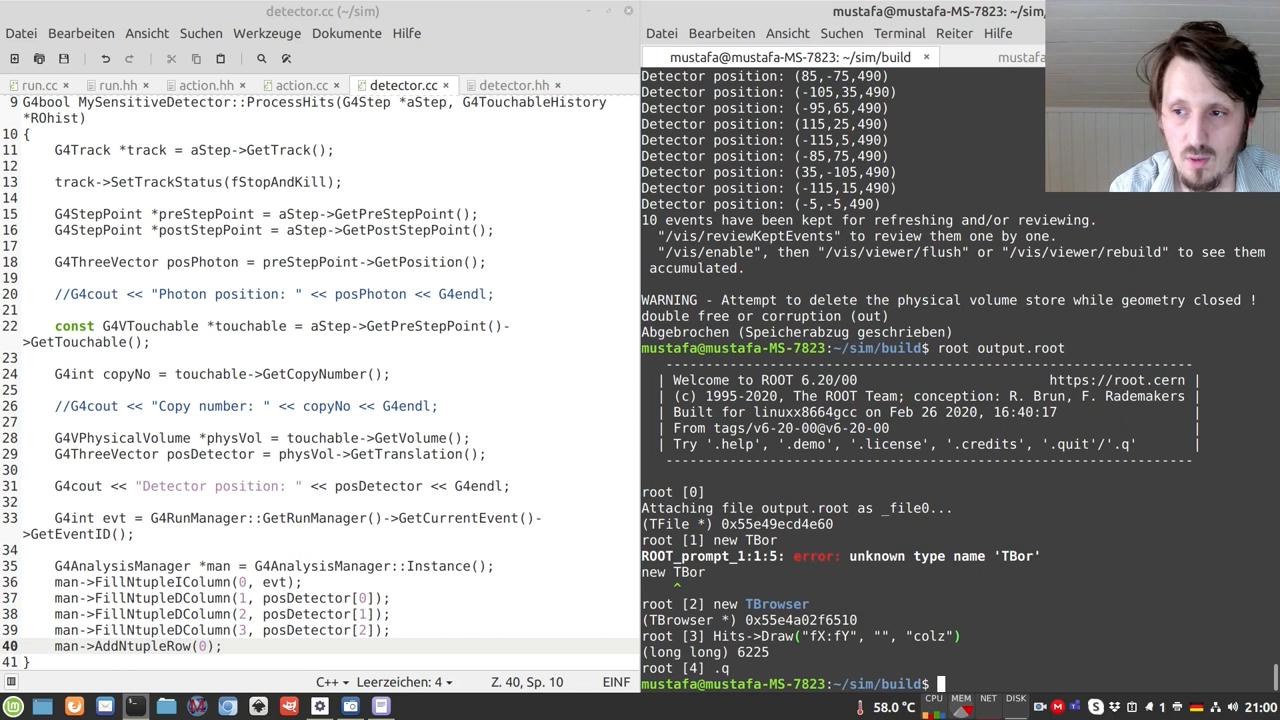 detector.cc (~/sim)
Datei Bearbeiten Ansicht Suchen Werkzeuge Dokumente Hilfe
run.cc × run.hh × action.hh × action.cc × detector.cc × detector.hh ×
9 G4bool MySensitiveDetector::ProcessHits(G4Step *aStep, G4TouchableHistory
*ROhist)
10 {
11 G4Track *track = aStep->GetTrack();
12
13 track->SetTrackStatus(fStopAndKill);
14
15 G4StepPoint *preStepPoint = aStep->GetPreStepPoint();
16 G4StepPoint *postStepPoint = aStep->GetPostStepPoint();
17
18 G4ThreeVector posPhoton = preStepPoint->GetPosition();
19
20 //G4cout << "Photon position: " << posPhoton << G4endl;
21
22 const G4VTouchable *touchable = aStep->GetPreStepPoint()-
>GetTouchable();
23
24 G4int copyNo = touchable->GetCopyNumber();
25
26 //G4cout << "Copy number: " << copyNo << G4endl;
27
28 G4VPhysicalVolume *physVol = touchable->GetVolume();
29 G4ThreeVector posDetector = physVol->GetTranslation();
30
31 G4cout << "Detector position: " << posDetector << G4endl;
32
33 G4int evt = G4RunManager::GetRunManager()->GetCurrentEvent()-
>GetEventID();
34
35 G4AnalysisManager *man = G4AnalysisManager::Instance();
36 man->FillNtupleIColumn(0, evt);
37 man->FillNtupleDColumn(1, posDetector[0]);
38 man->FillNtupleDColumn(2, posDetector[1]);
39 man->FillNtupleDColumn(3, posDetector[2]);
40 man->AddNtupleRow(0);
41 }
C++ Leerzeichen: 4 Z. 40, Sp. 10 EINF
mustafa@mustafa-MS-7823: ~/sim/
Datei Bearbeiten Ansicht Suchen Terminal Reiter Hilfe
mustafa@mustafa-MS-7823: ~/sim/build × mustafa@
Detector position: (85,-75,490)
Detector position: (-105,35,490)
Detector position: (-95,65,490)
Detector position: (115,25,490)
Detector position: (-115,5,490)
Detector position: (-85,75,490)
Detector position: (35,-105,490)
Detector position: (-115,15,490)
Detector position: (-5,-5,490)
10 events have been kept for refreshing and/or reviewing.
"/vis/reviewKeptEvents" to review them one by one.
"/vis/enable", then "/vis/viewer/flush" or "/vis/viewer/rebuild" to see them
accumulated.
WARNING - Attempt to delete the physical volume store while geometry closed !
double free or corruption (out)
Abgebrochen (Speicherabzug geschrieben)
mustafa@mustafa-MS-7823:~/sim/build$ root output.root
------------------------------------------------------------------
| Welcome to ROOT 6.20/00 https://root.cern |
| (c) 1995-2020, The ROOT Team; conception: R. Brun, F. Rademakers |
| Built for linuxx8664gcc on Feb 26 2020, 16:40:17 |
| From tags/v6-20-00@v6-20-00 |
| Try '.help', '.demo', '.license', '.credits', '.quit'/'.q' |
------------------------------------------------------------------
root [0]
Attaching file output.root as _file0...
(TFile *) 0x55e49ecd4e60
root [1] new TBor
ROOT_prompt_1:1:5: error: unknown type name 'TBor'
new TBor
^
root [2] new TBrowser
(TBrowser *) 0x55e4a02f6510
root [3] Hits->Draw("fX:fY", "", "colz")
(long long) 6225
root [4] .q
mustafa@mustafa-MS-7823:~/sim/build$
58.0°C CPU MEM NET DISK 1 21:00